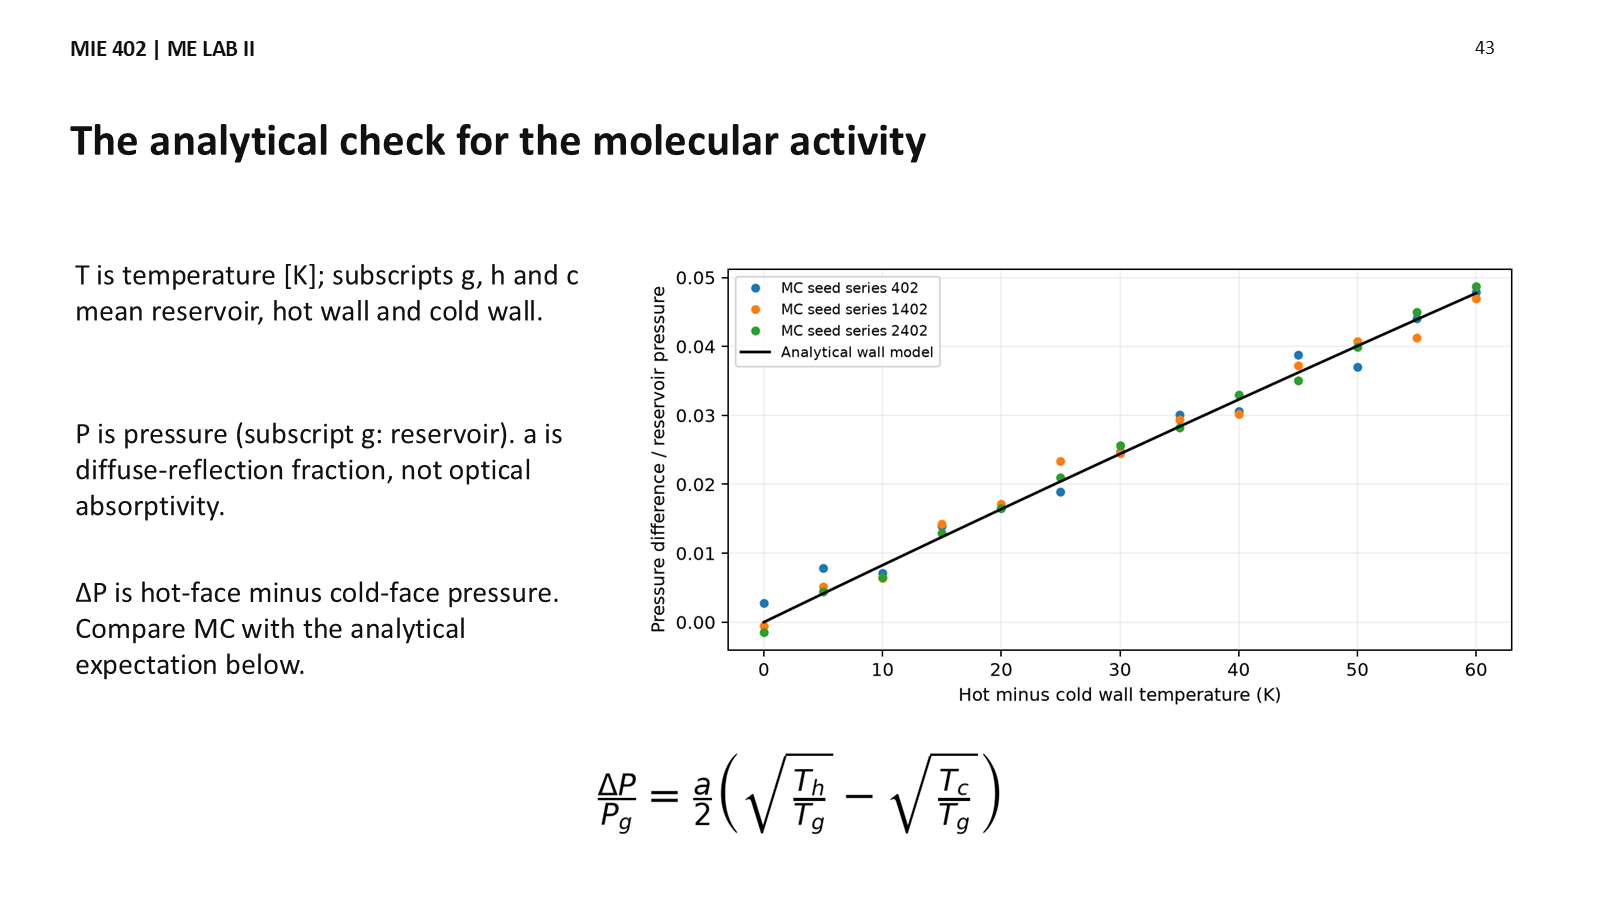 MIE 402 | ME LAB II
43
The analytical check for the molecular activity
T is temperature [K]; subscripts g, h and c
mean reservoir, hot wall and cold wall.
P is pressure (subscript g: reservoir). a is
diffuse-reflection fraction, not optical
absorptivity.
ΔP is hot-face minus cold-face pressure.
Compare MC with the analytical
expectation below.
Pressure difference / reservoir pressure
0.05
0.04
0.03
0.02
0.01
0.00
MC seed series 402
MC seed series 1402
MC seed series 2402
Analytical wall model
0 10 20 30 40 50 60
Hot minus cold wall temperature (K)
ΔP/P_g = a/2 (√(T_h/T_g) − √(T_c/T_g))